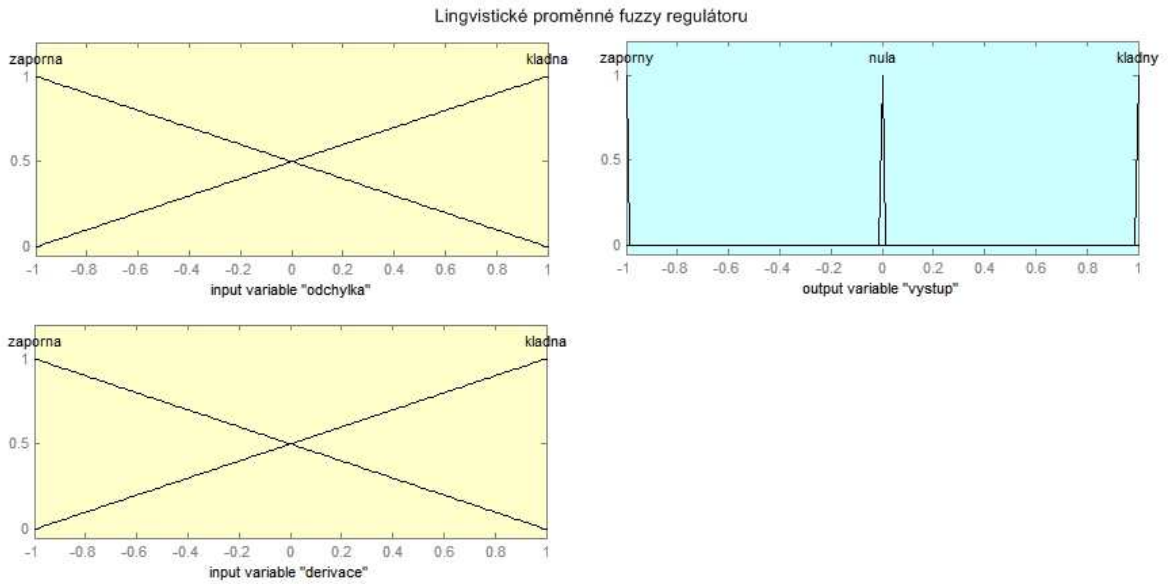 Lingvistické proměnné fuzzy regulátoru
zaporna kladna
1
0.5
0
-1 -0.8 -0.6 -0.4 -0.2 0 0.2 0.4 0.6 0.8 1
input variable "odchylka"
zaporny nula kladny
1
0.5
0
-1 -0.8 -0.6 -0.4 -0.2 0 0.2 0.4 0.6 0.8 1
output variable "vystup"
zaporna kladna
1
0.5
0
-1 -0.8 -0.6 -0.4 -0.2 0 0.2 0.4 0.6 0.8 1
input variable "derivace"